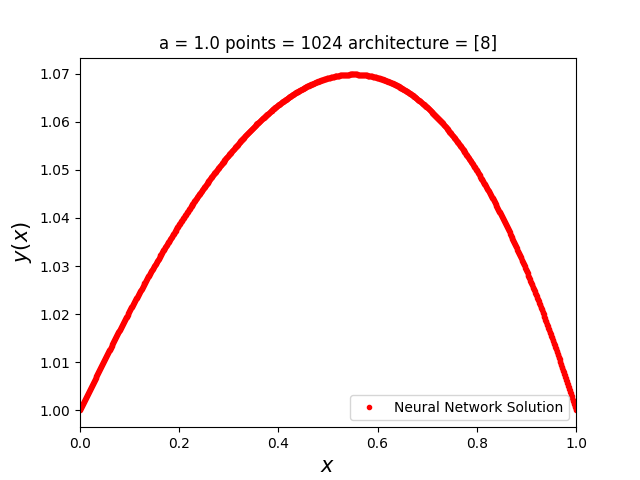 a = 1.0 points = 1024 architecture = [8]
y(x)
1.07
1.06
1.05
1.04
1.03
1.02
1.01
1.00
Neural Network Solution
0.0 0.2 0.4 0.6 0.8 1.0
x